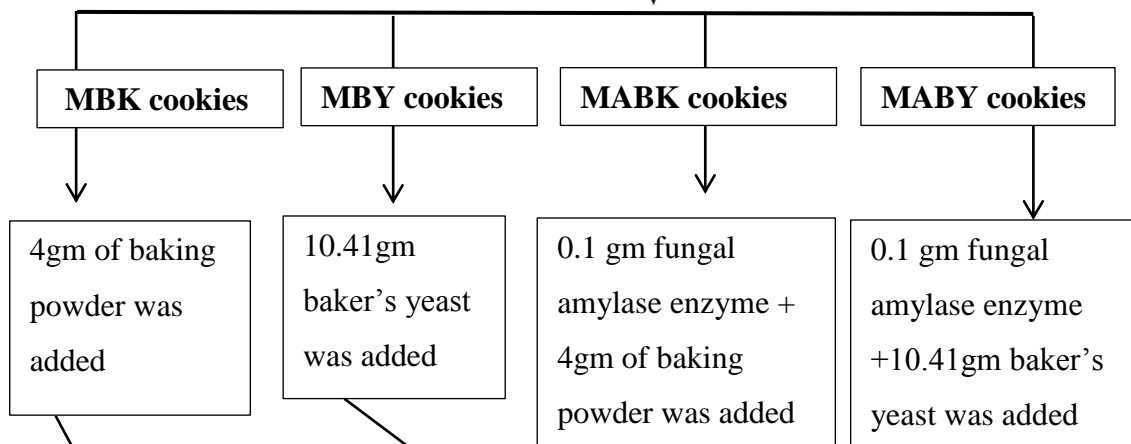 MBK cookies
MBY cookies
MABK cookies
MABY cookies
4gm of baking
powder was
added
10.41gm
baker’s yeast
was added
0.1 gm fungal
amylase enzyme +
4gm of baking
powder was added
0.1 gm fungal
amylase enzyme
+10.41gm baker’s
yeast was added